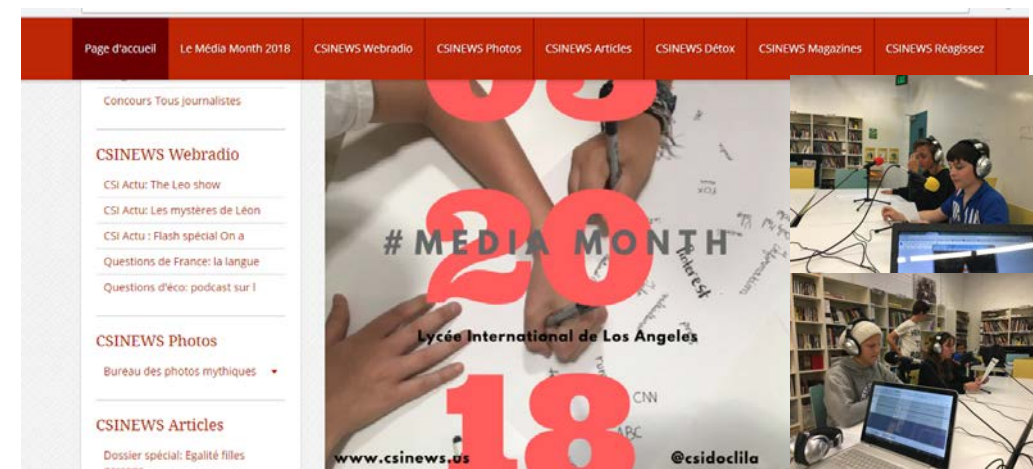 Page d'accueil
Le Média Month 2018
CSINEWS Webradio
CSINEWS Photos
CSINEWS Articles
CSINEWS Détox
CSINEWS Magazines
CSINEWS Réagissez
Concours Tous journalistes
CSINEWS Webradio
CSI Actu: The Leo show
CSI Actu: Les mystères de Léon
CSI Actu : Flash spécial On a
Questions de France: la langue
Questions d'éco: podcast sur l
CSINEWS Photos
Bureau des photos mythiques
CSINEWS Articles
Dossier spécial: Egalité filles
20
# MEDIA MONTH
FOX
Pinterest
Lycée International de Los Angeles
18
CNN
ABC
www.csinews.us
@csidoclila